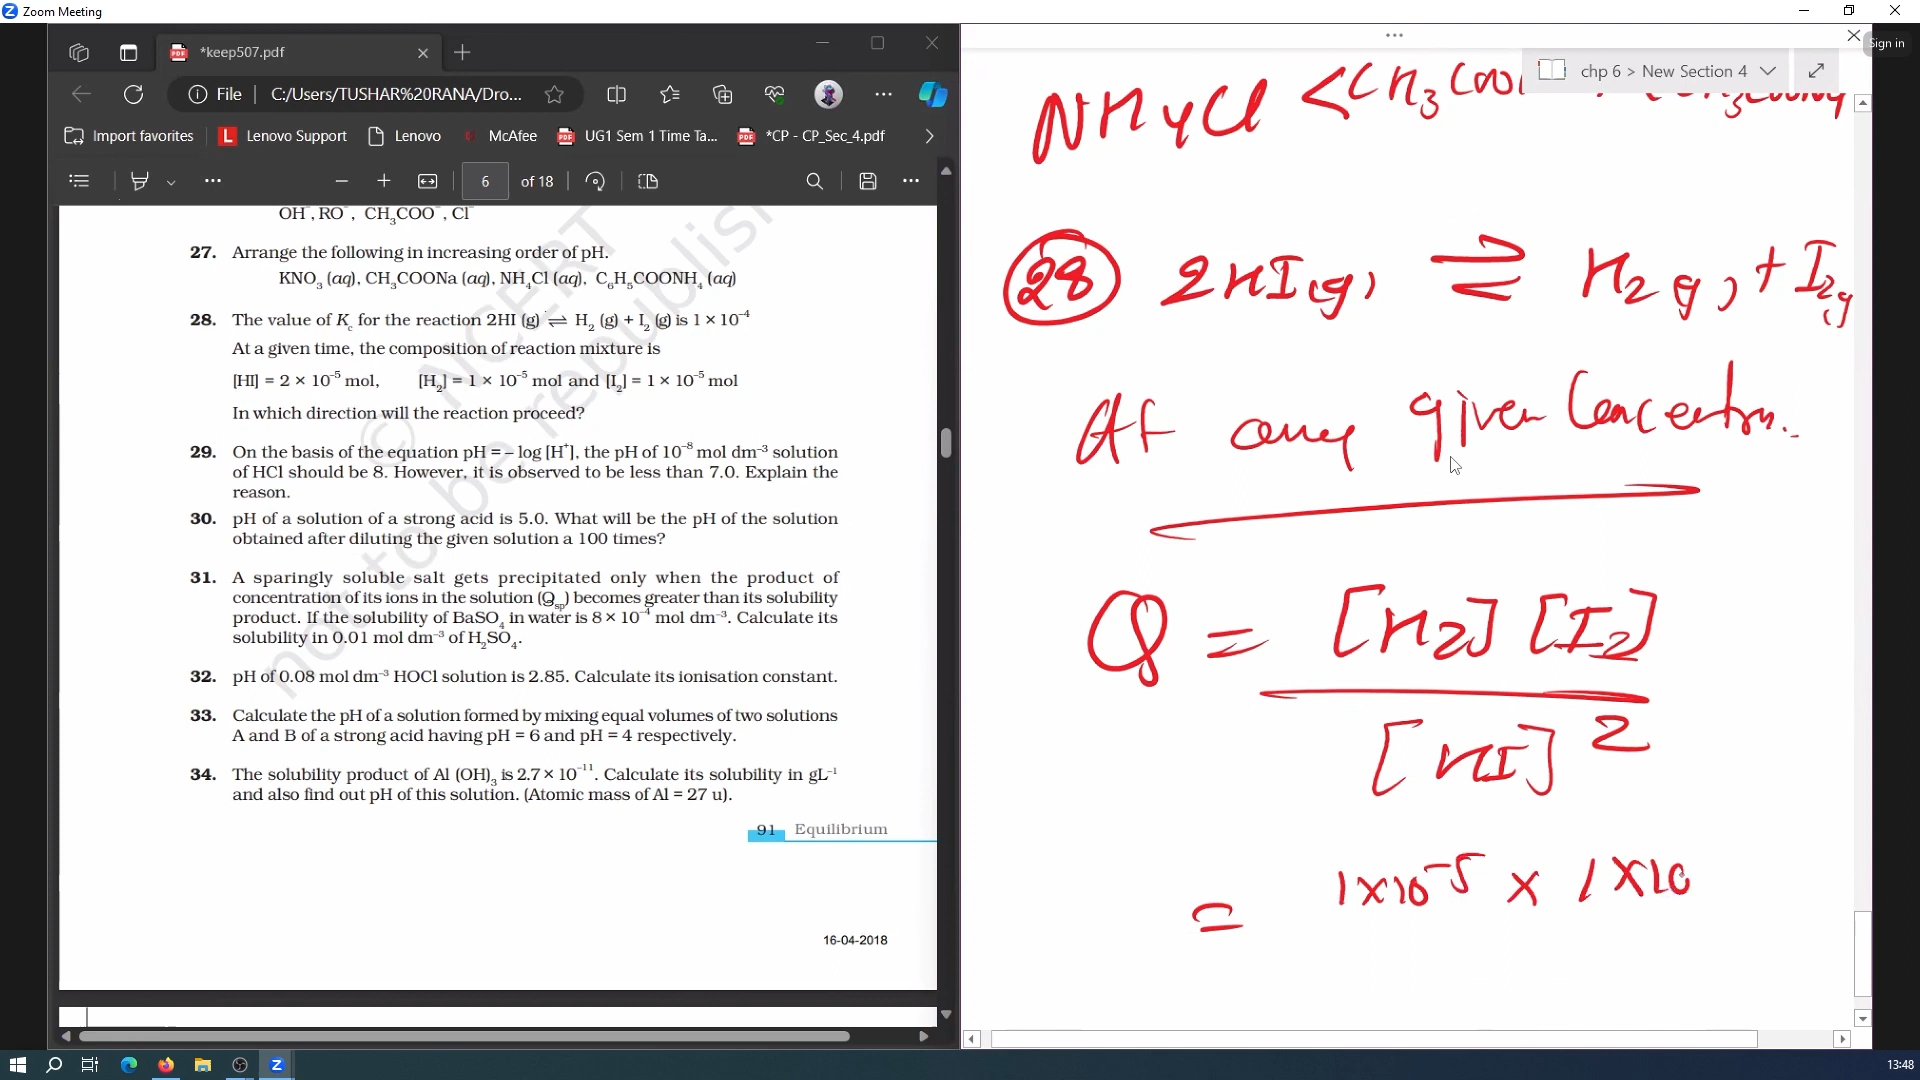 Zoom Meeting
*keep507.pdf
Sign in
File | C:/Users/TUSHAR%20RANA/Dro...
Import favorites Lenovo Support Lenovo McAfee UG1 Sem 1 Time Ta... *CP - CP_Sec_4.pdf
6 of 18
OH⁻, RO⁻, CH₃COO⁻, Cl⁻
27. Arrange the following in increasing order of pH.
KNO₃ (aq), CH₃COONa (aq), NH₄Cl (aq), C₆H₅COONH₄ (aq)
28. The value of K꜀ for the reaction 2HI (g) ⇌ H₂ (g) + I₂ (g) is 1 × 10⁻⁴
At a given time, the composition of reaction mixture is
[HI] = 2 × 10⁻⁵ mol, [H₂] = 1 × 10⁻⁵ mol and [I₂] = 1 × 10⁻⁵ mol
In which direction will the reaction proceed?
29. On the basis of the equation pH = – log [H⁺], the pH of 10⁻⁸ mol dm⁻³ solution
of HCl should be 8. However, it is observed to be less than 7.0. Explain the
reason.
30. pH of a solution of a strong acid is 5.0. What will be the pH of the solution
obtained after diluting the given solution a 100 times?
31. A sparingly soluble salt gets precipitated only when the product of
concentration of its ions in the solution (Qsp) becomes greater than its solubility
product. If the solubility of BaSO₄ in water is 8 × 10⁻⁴ mol dm⁻³. Calculate its
solubility in 0.01 mol dm⁻³ of H₂SO₄.
32. pH of 0.08 mol dm⁻³ HOCl solution is 2.85. Calculate its ionisation constant.
33. Calculate the pH of a solution formed by mixing equal volumes of two solutions
A and B of a strong acid having pH = 6 and pH = 4 respectively.
34. The solubility product of Al (OH)₃ is 2.7 × 10⁻¹¹. Calculate its solubility in gL⁻¹
and also find out pH of this solution. (Atomic mass of Al = 27 u).
91 Equilibrium
16-04-2018
© NCERT
not to be republish
chp 6 > New Section 4
NH4Cl <
28 2HI(g) ⇌ H2(g) + I2(g)
At any given Concentrn.
Q = [H2] [I2]
[HI]²
= 1×10⁻⁵ × 1×10
13:48